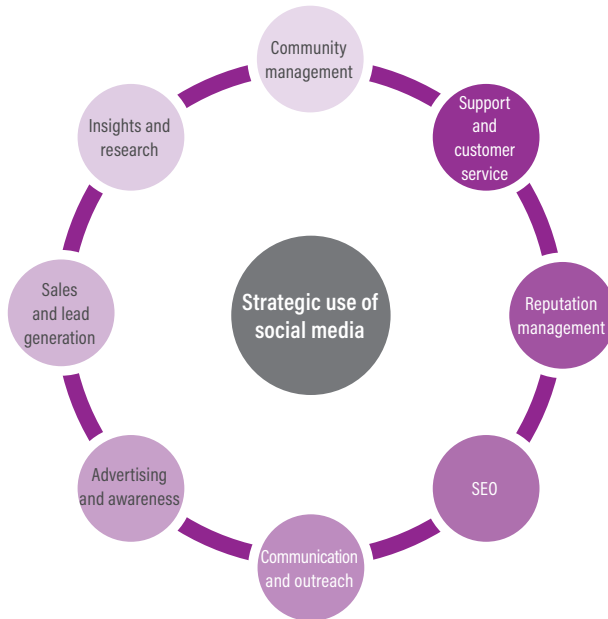 Community
management
Support
and
customer
service
Reputation
management
SEO
Communication
and outreach
Advertising
and awareness
Sales
and lead
generation
Insights and
research
Strategic use of
social media